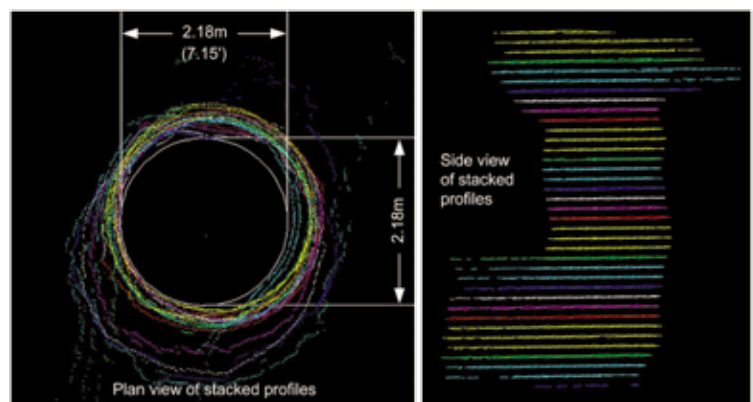 2.18m
(7.15')
2.18m
Plan view of stacked profiles
Side view
of stacked
profiles